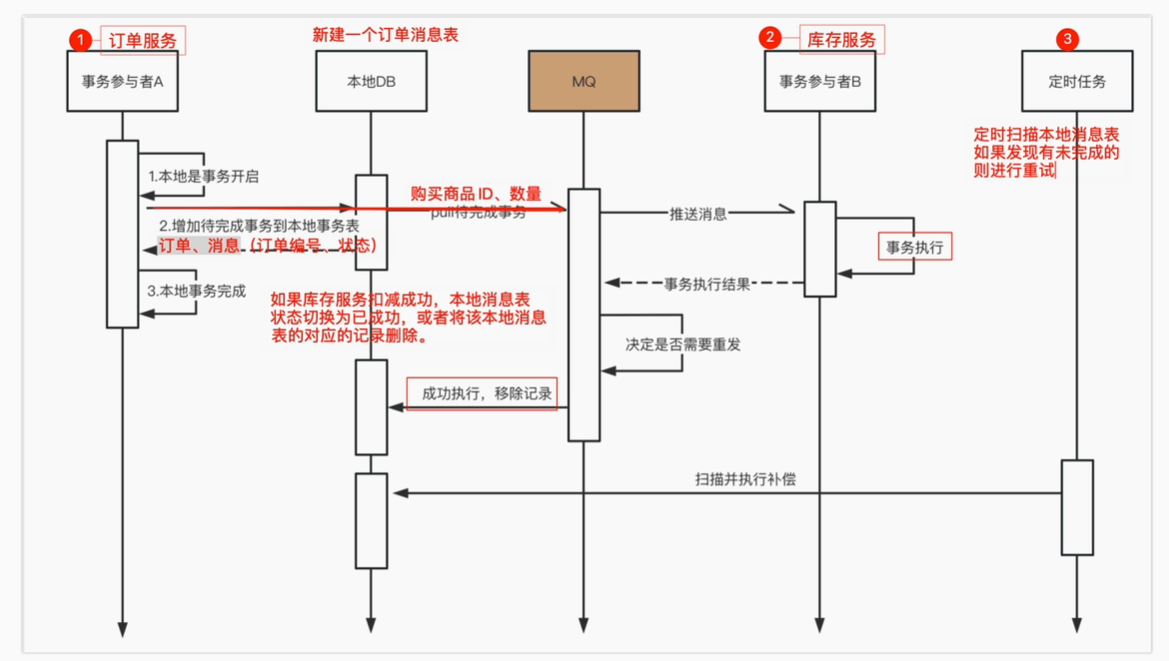 1 订单服务
新建一个订单消息表
2 库存服务
3
事务参与者A
本地DB
MQ
事务参与者B
定时任务
定时扫描本地消息表
如果发现有未完成的
则进行重试
1.本地是事务开启
购买商品ID、数量
pull待完成事务
推送消息
2.增加待完成事务到本地事务表
订单、消息（订单编号、状态）
事务执行
3.本地事务完成
事务执行结果
如果库存服务扣减成功，本地消息表
状态切换为已成功，或者将该本地消息
表的对应的记录删除。
决定是否需要重发
成功执行，移除记录
扫描并执行补偿